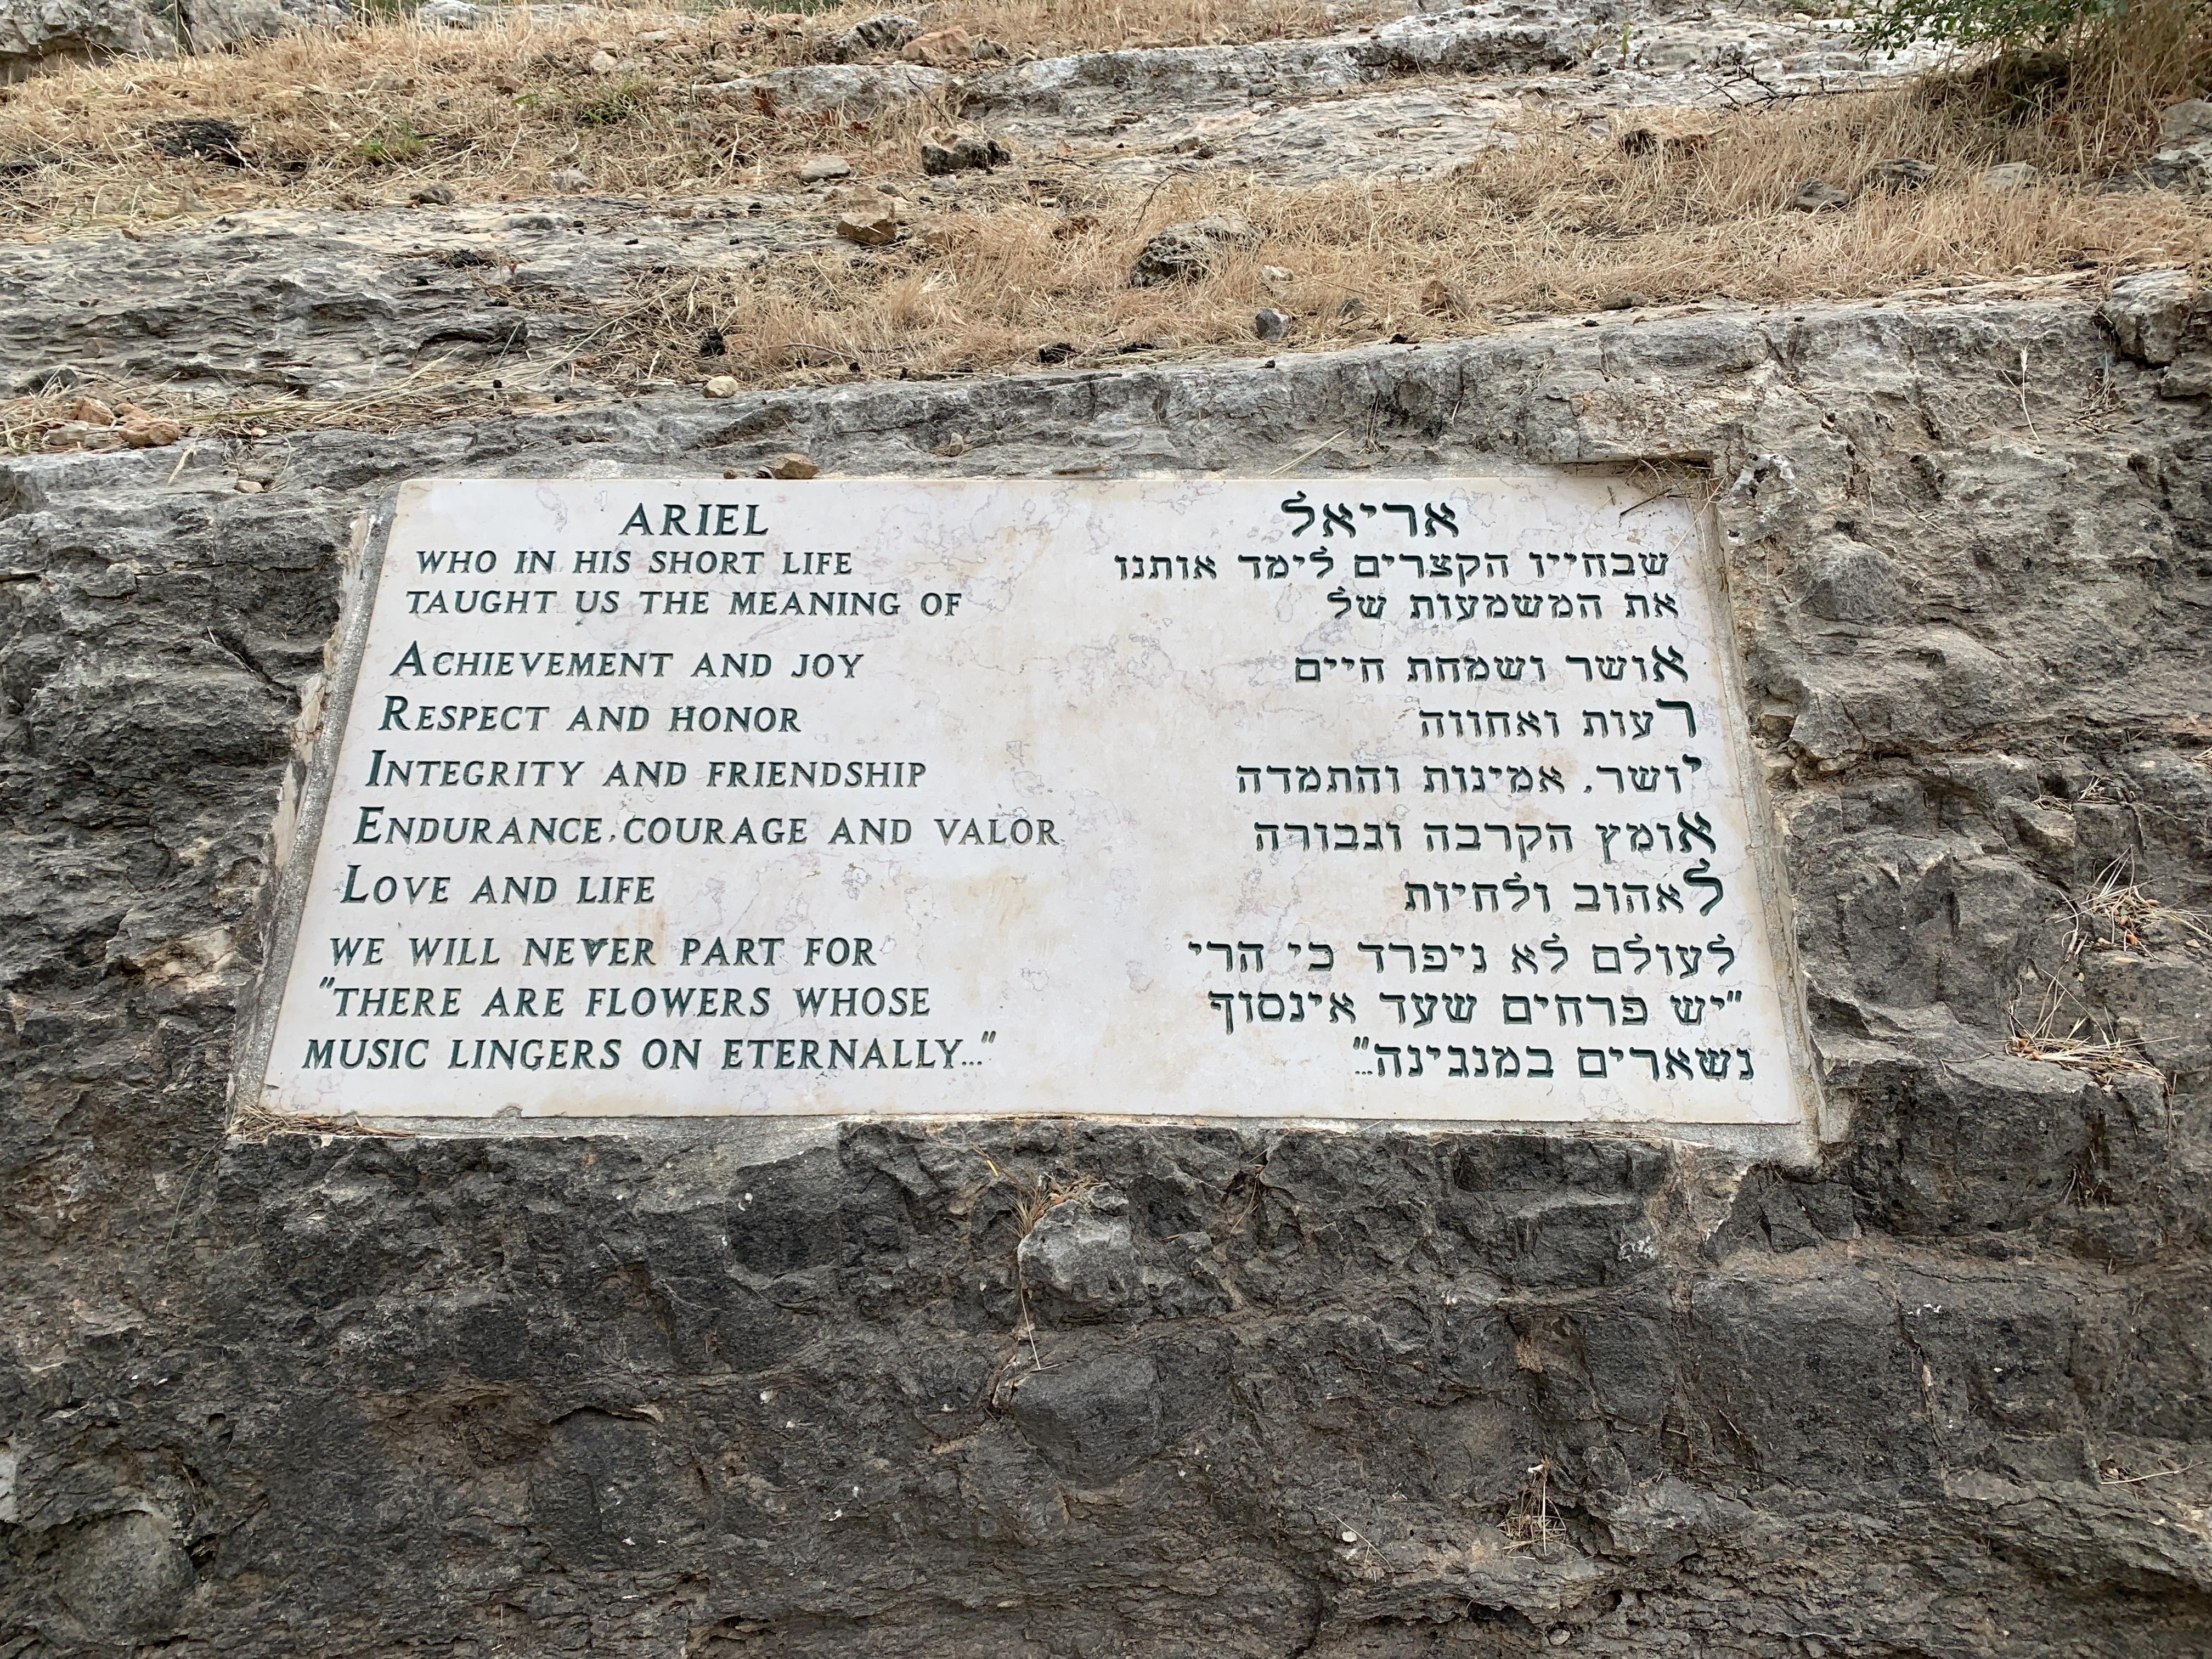 ARIEL
WHO IN HIS SHORT LIFE
TAUGHT US THE MEANING OF
ACHIEVEMENT AND JOY
RESPECT AND HONOR
INTEGRITY AND FRIENDSHIP
ENDURANCE, COURAGE AND VALOR
LOVE AND LIFE
WE WILL NEVER PART FOR
"THERE ARE FLOWERS WHOSE
MUSIC LINGERS ON ETERNALLY..."
אריאל
שבחייו הקצרים לימד אותנו
את המשמעות של
אושר ושמחת חיים
רעות ואחווה
יושר, אמינות והתמדה
אומץ הקרבה וגבורה
לאהוב ולחיות
לעולם לא ניפרד כי הרי
"יש פרחים שעד אינסוף
נשארים במנגינה..."